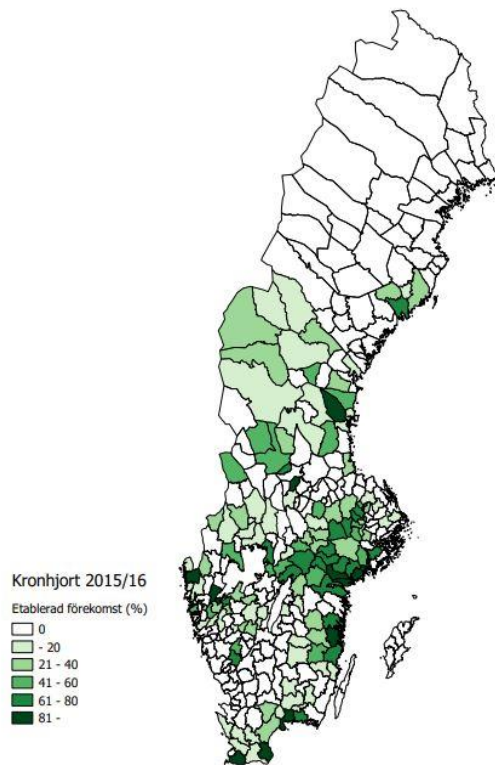 Kronhjort 2015/16
Etablerad förekomst (%)
0
- 20
21 - 40
41 - 60
61 - 80
81 -